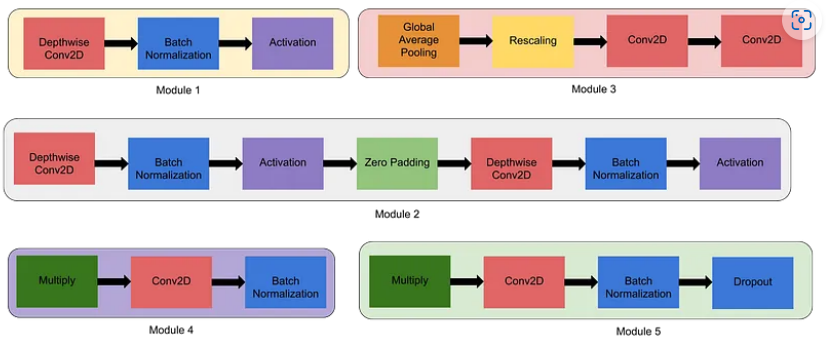 Depthwise
Conv2D
Batch
Normalization
Activation
Module 1
Global
Average
Pooling
Rescaling
Conv2D
Conv2D
Module 3
Depthwise
Conv2D
Batch
Normalization
Activation
Zero Padding
Depthwise
Conv2D
Batch
Normalization
Activation
Module 2
Multiply
Conv2D
Batch
Normalization
Module 4
Multiply
Conv2D
Batch
Normalization
Dropout
Module 5